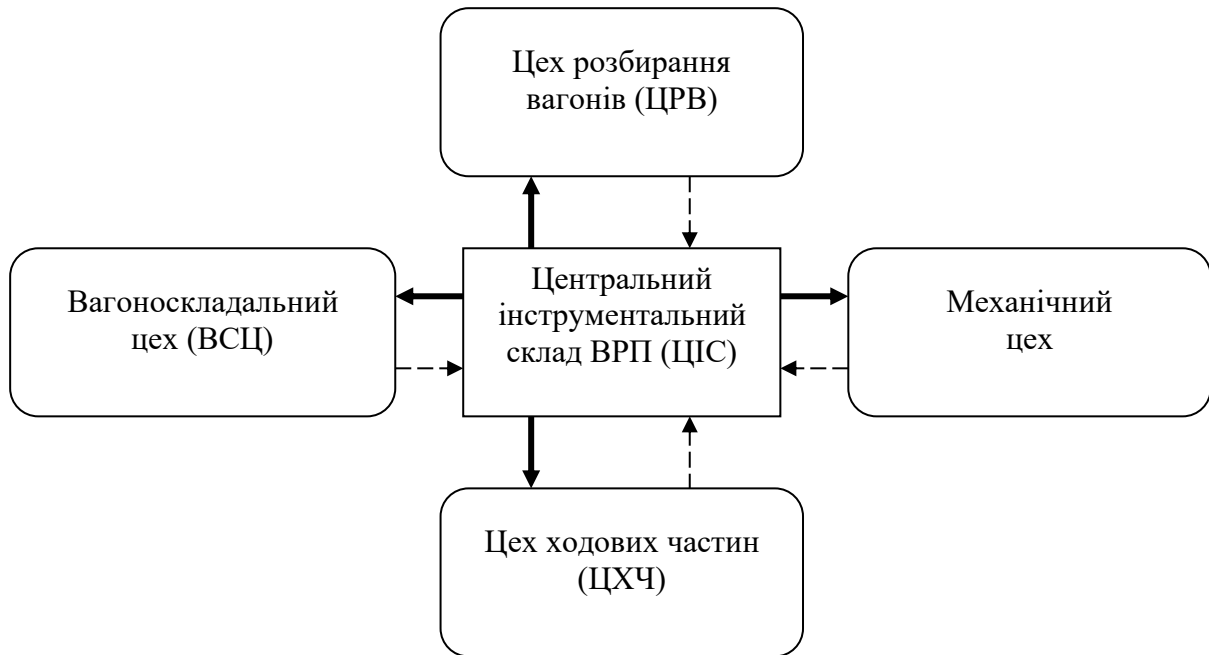 Цех розбирання
вагонів (ЦРВ)
Вагоноскладальний
цех (ВСЦ)
Центральний
інструментальний
склад ВРП (ЦІС)
Механічний
цех
Цех ходових частин
(ЦХЧ)